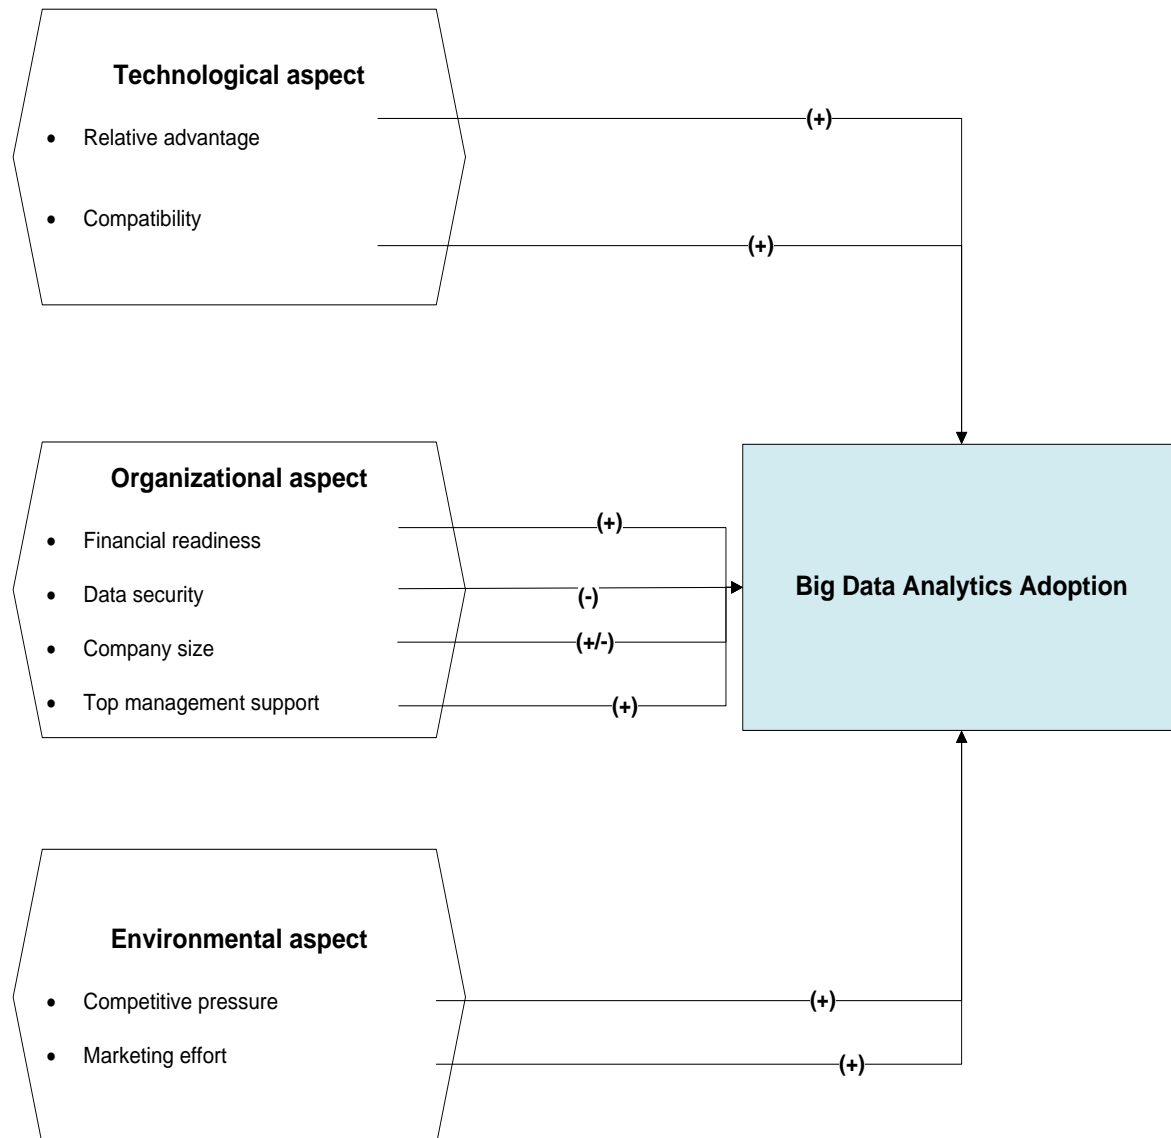 Technological aspect
• Relative advantage
(+)
• Compatibility
(+)
Organizational aspect
• Financial readiness
(+)
• Data security
(-)
• Company size
(+/-)
• Top management support
(+)
Big Data Analytics Adoption
Environmental aspect
• Competitive pressure
(+)
• Marketing effort
(+)